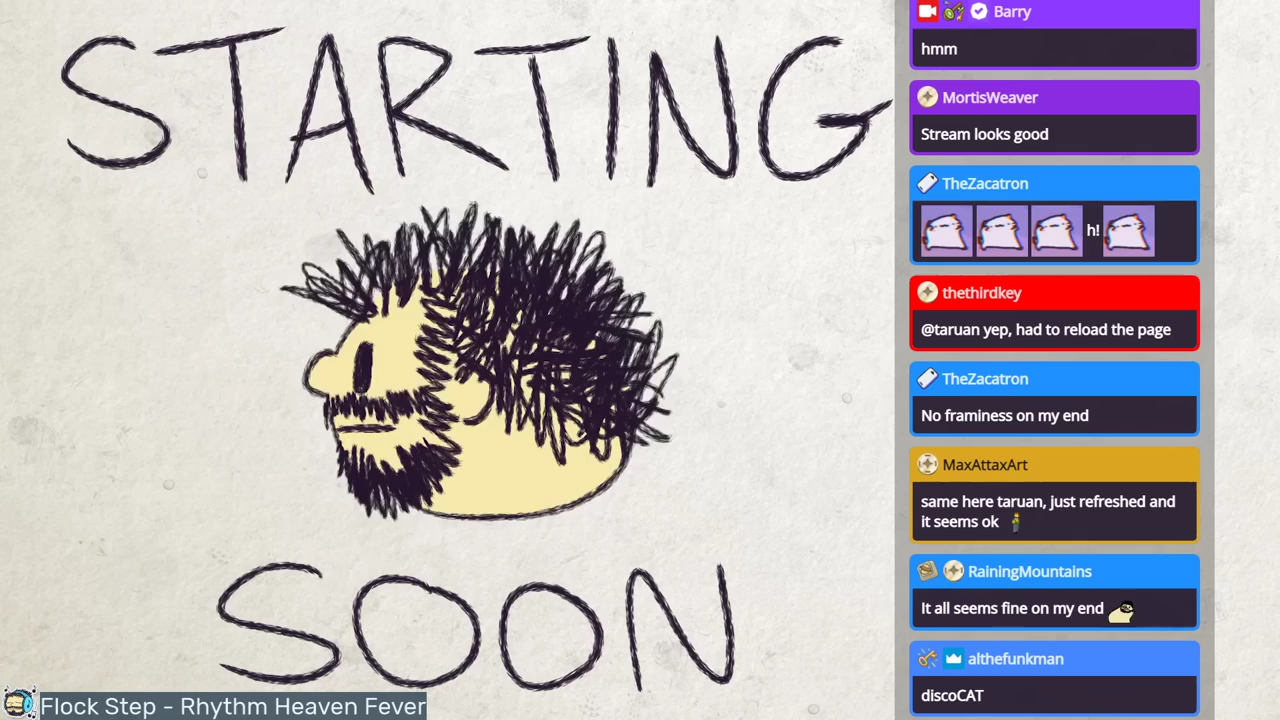 STARTING
SOON
Flock Step - Rhythm Heaven Fever
Barry
hmm
MortisWeaver
Stream looks good
TheZacatron
h!
thethirdkey
@taruan yep, had to reload the page
TheZacatron
No framiness on my end
MaxAttaxArt
same here taruan, just refreshed and
it seems ok
RainingMountains
It all seems fine on my end
althefunkman
discoCAT